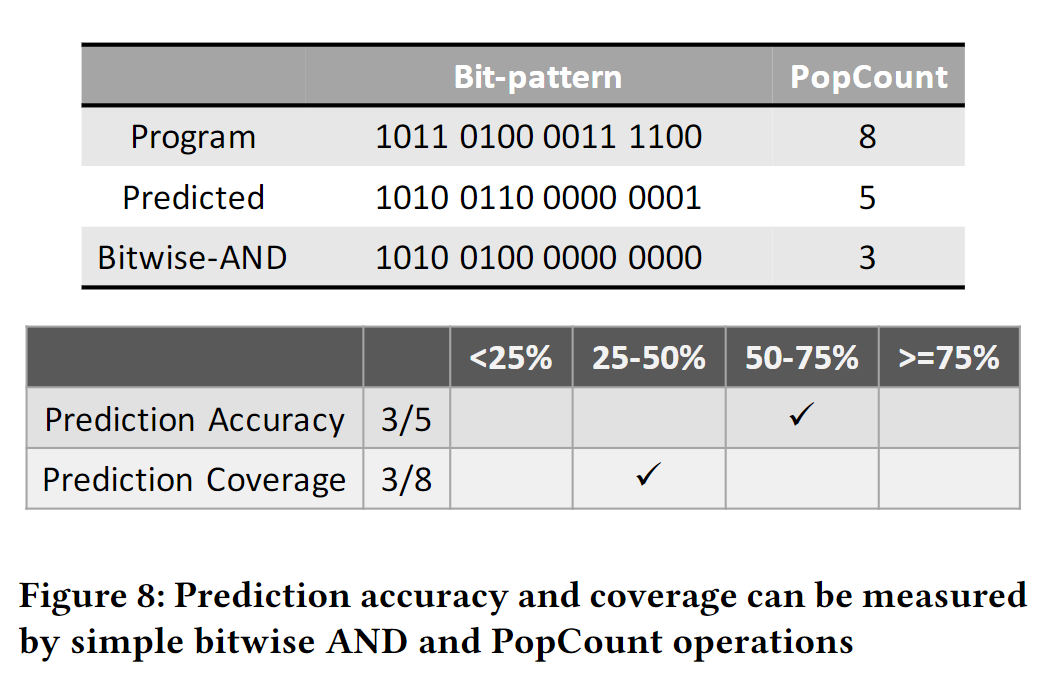 Bit-pattern PopCount
Program 1011 0100 0011 1100 8
Predicted 1010 0110 0000 0001 5
Bitwise-AND 1010 0100 0000 0000 3
<25% 25-50% 50-75% >=75%
Prediction Accuracy 3/5 ✓
Prediction Coverage 3/8 ✓
Figure 8: Prediction accuracy and coverage can be measured
by simple bitwise AND and PopCount operations